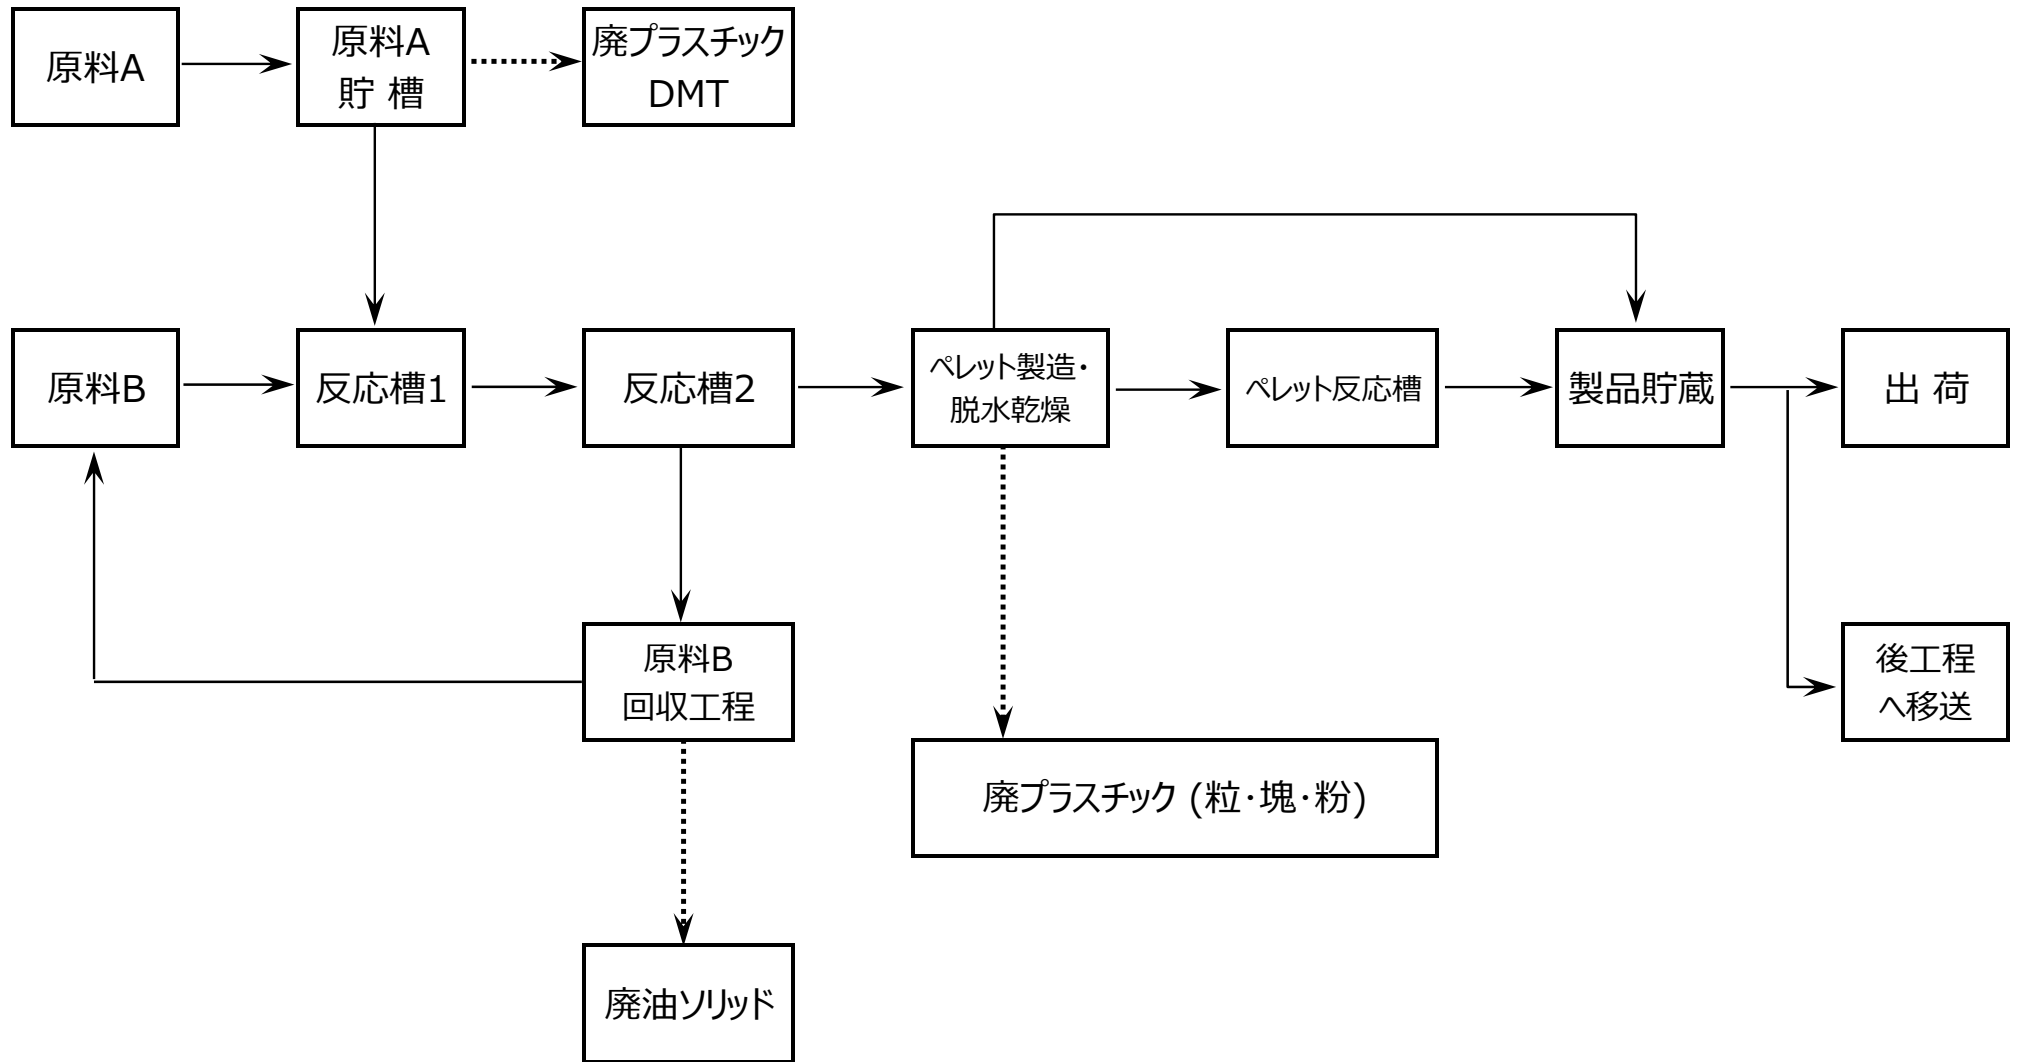 原料A
原料A
貯 槽
廃プラスチック
DMT
原料B
反応槽1
反応槽2
ペレット製造・
脱水乾燥
ペレット反応槽
製品貯蔵
出 荷
原料B
回収工程
後工程
へ移送
廃プラスチック (粒・塊・粉)
廃油ソリッド